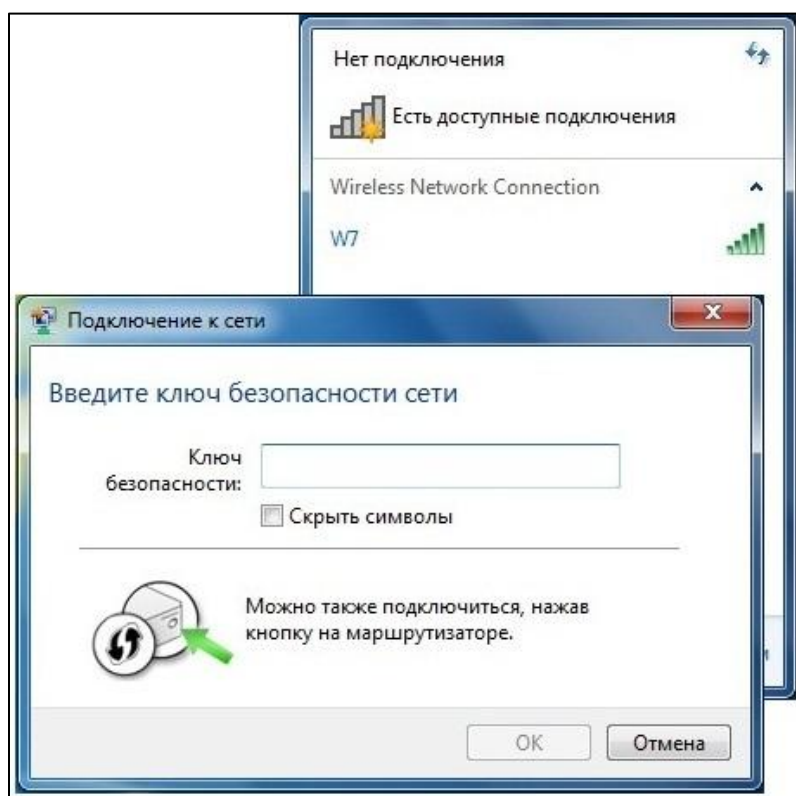 Нет подключения
Есть доступные подключения
Wireless Network Connection
W7
Подключение к сети
Введите ключ безопасности сети
Ключ
безопасности:
Скрыть символы
Можно также подключиться, нажав
кнопку на маршрутизаторе.
OK
Отмена